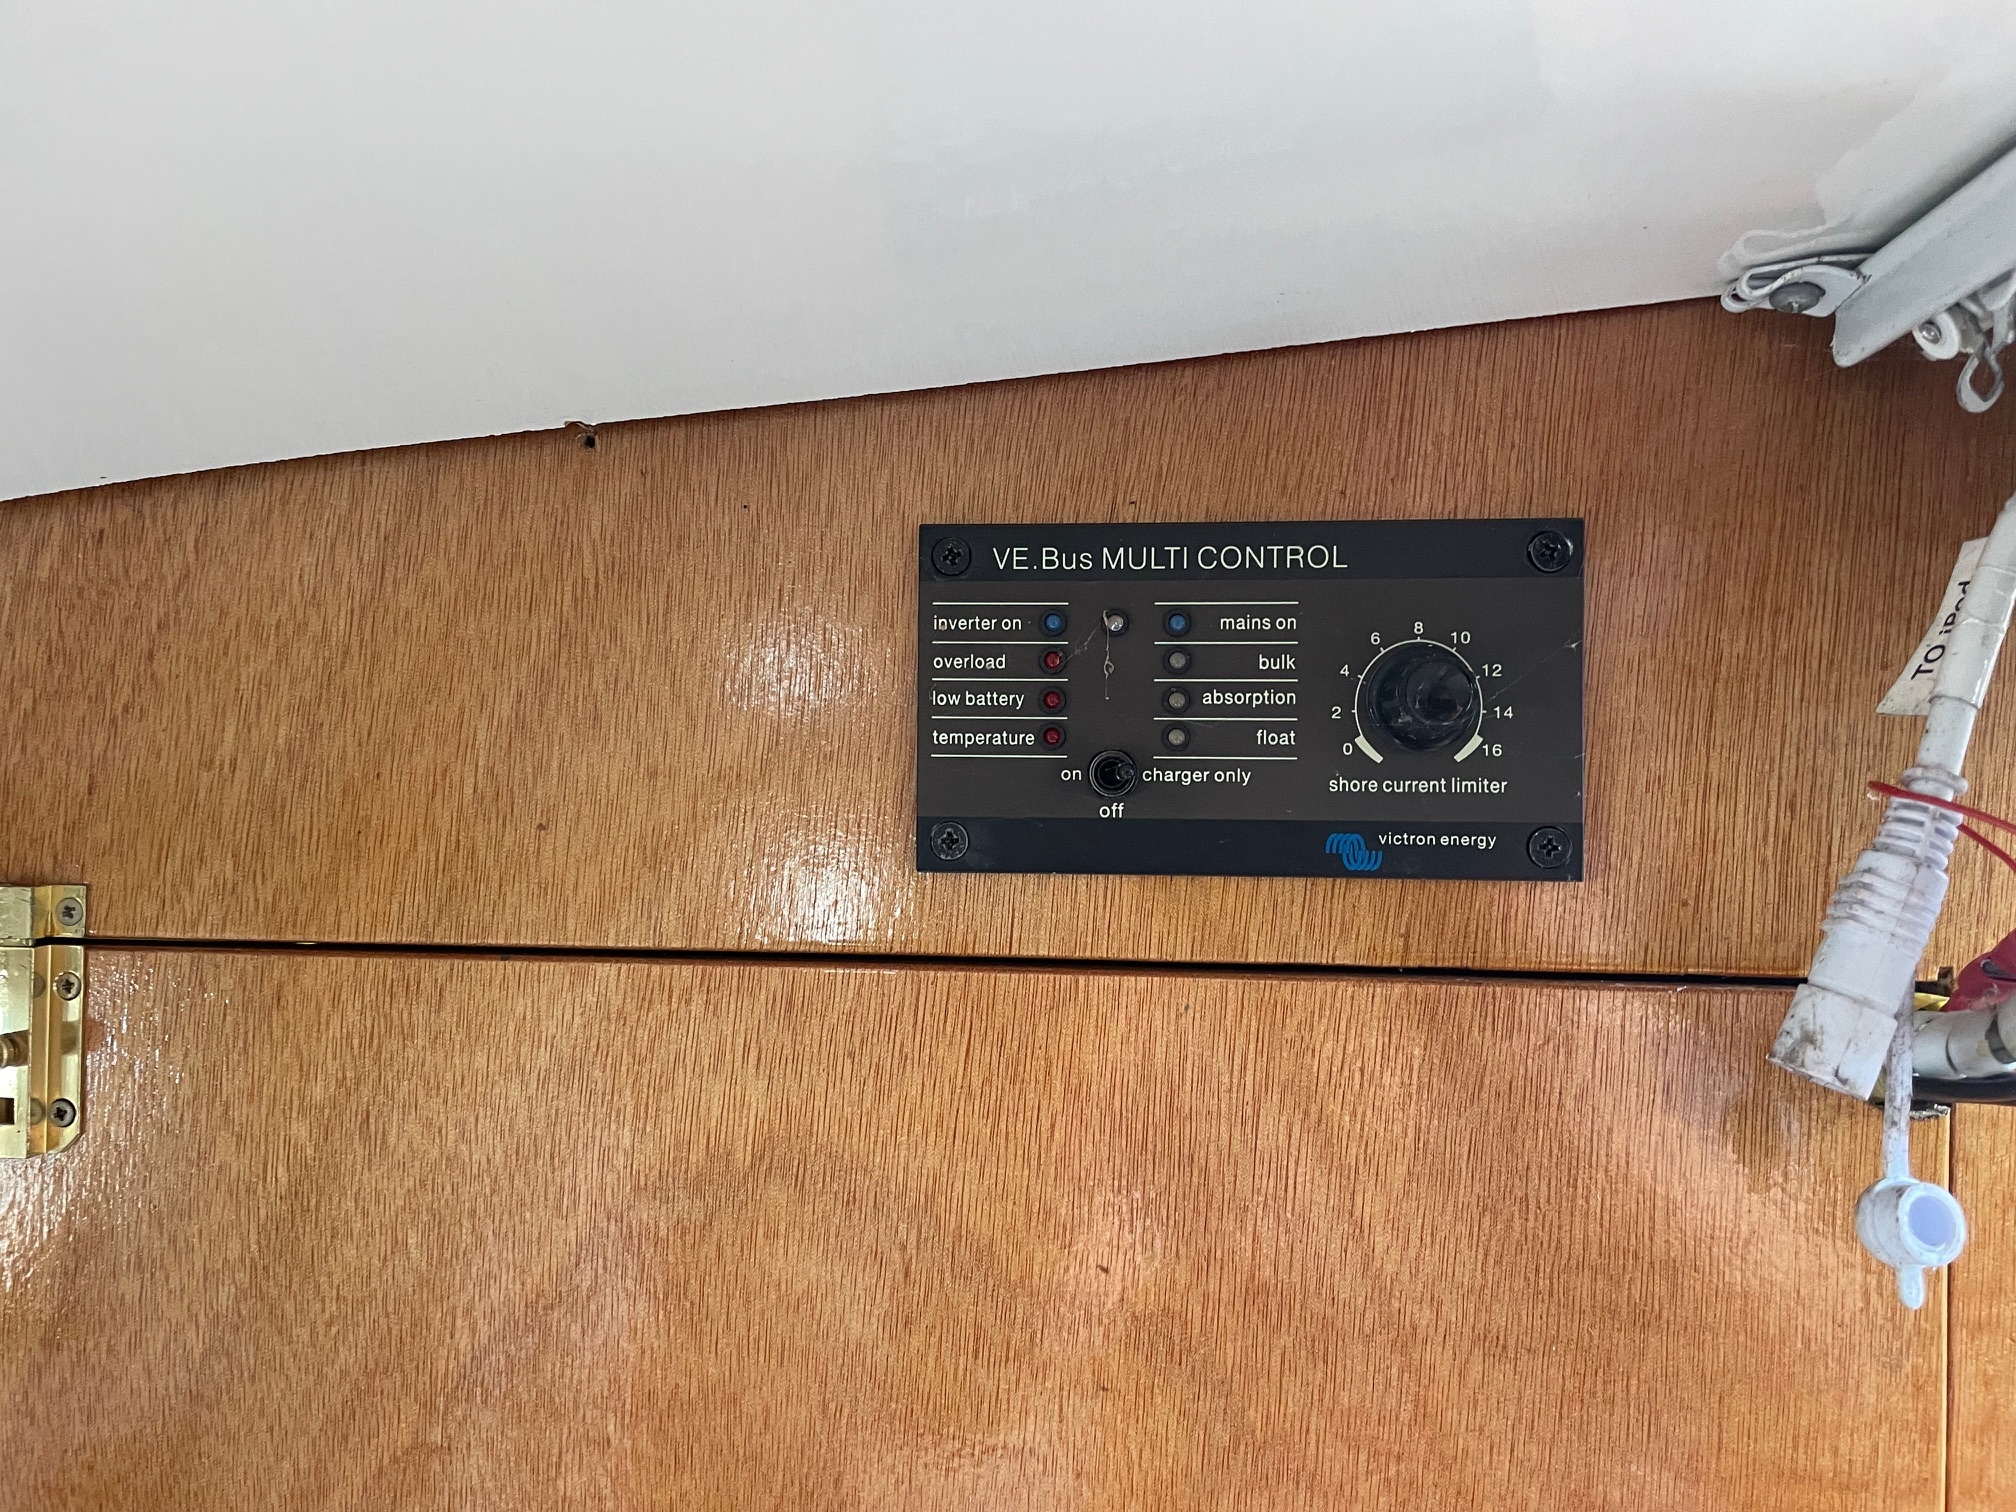 VE.Bus MULTI CONTROL
inverter on
overload
low battery
temperature
mains on
bulk
absorption
float
on
charger only
off
0
2
4
6
8
10
12
14
16
shore current limiter
victron energy
TO iPod